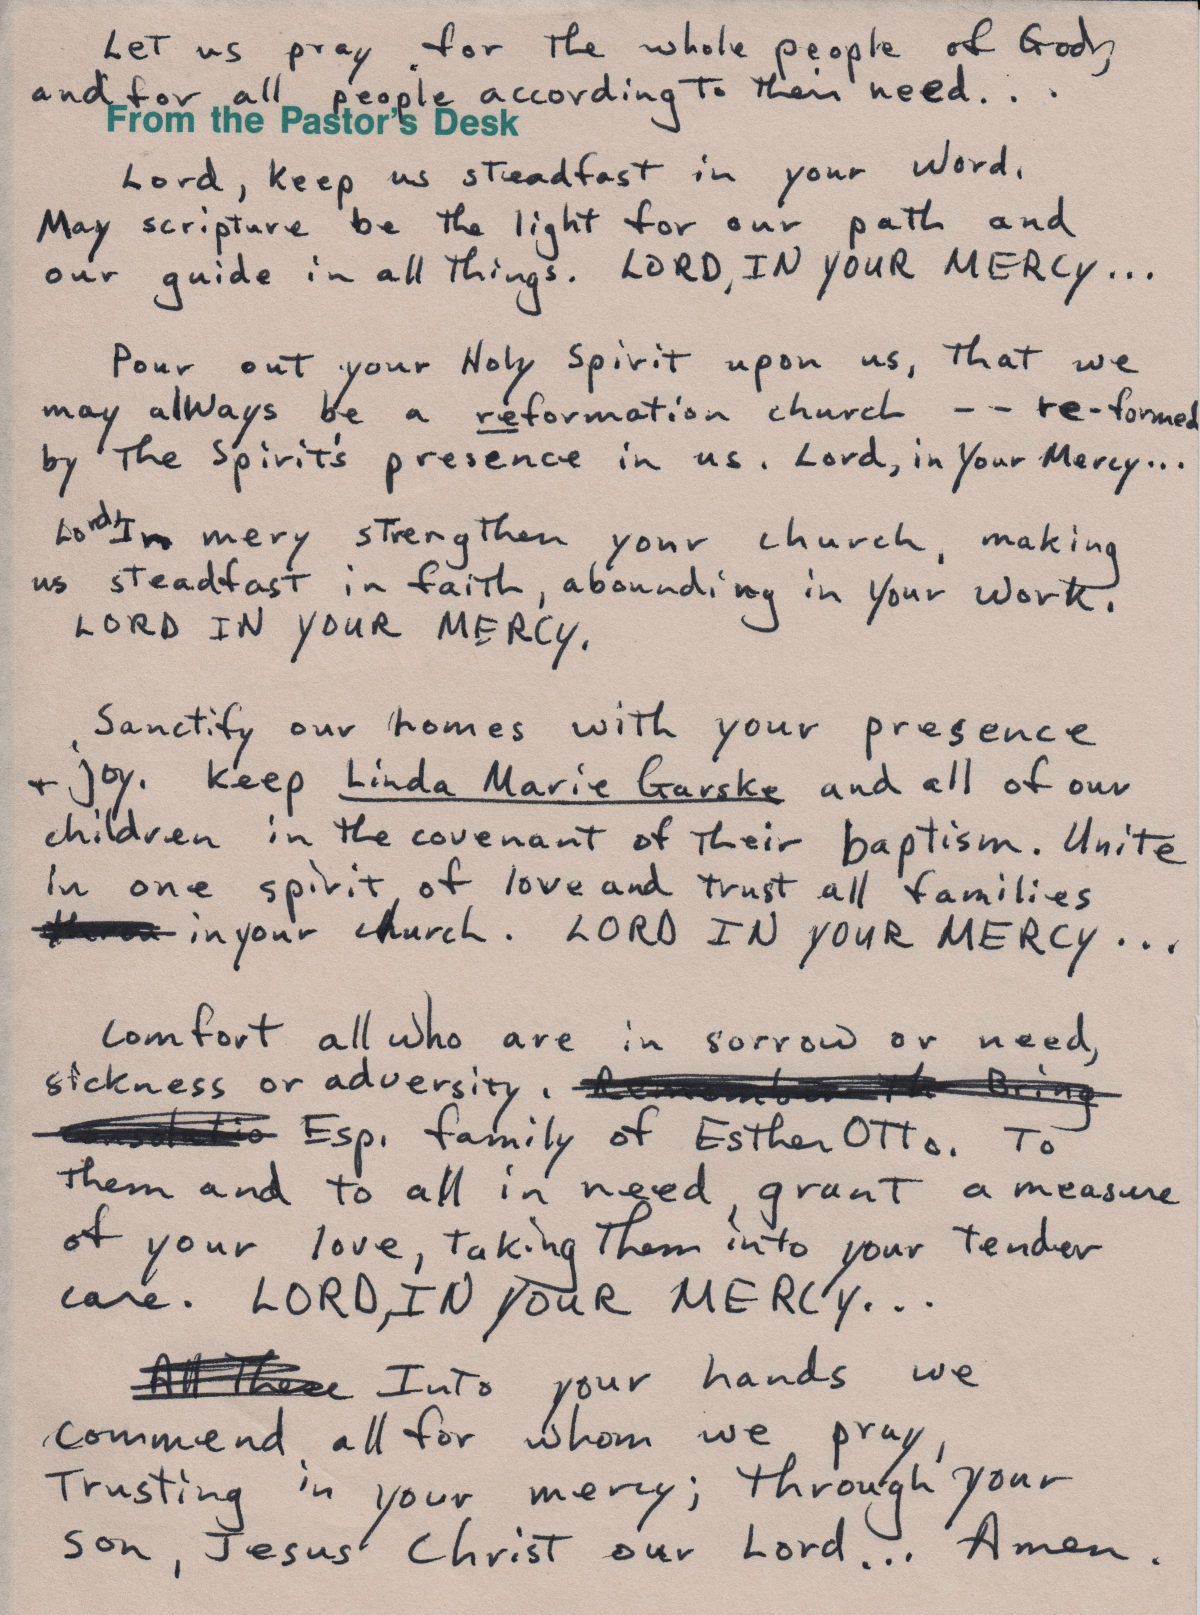 Let us pray for the whole people of God,
and for all people according to their need...
From the Pastor's Desk
Lord, keep us steadfast in your Word.
May scripture be the light for our path and
our guide in all things. LORD, IN YOUR MERCY...
Pour out your Holy Spirit upon us, that we
may always be a reformation church -- re-formed
by the Spirit's presence in us. Lord, in Your Mercy...
Lord, In mery strengthen your church, making
us steadfast in faith, abounding in your work.
LORD IN YOUR MERCY.
Sanctify our homes with your presence
+ joy. Keep Linda Marie Garske and all of our
children in the covenant of their baptism. Unite
in one spirit of love and trust all families
in your church. LORD IN YOUR MERCY...
Comfort all who are in sorrow or need,
sickness or adversity. Remember th Bring
Esp. family of Esther Otto. To
them and to all in need, grant a measure
of your love, taking them into your tender
care. LORD, IN YOUR MERCY...
All these Into your hands we
commend all for whom we pray,
Trusting in your mercy; through your
son, Jesus Christ our Lord... Amen.